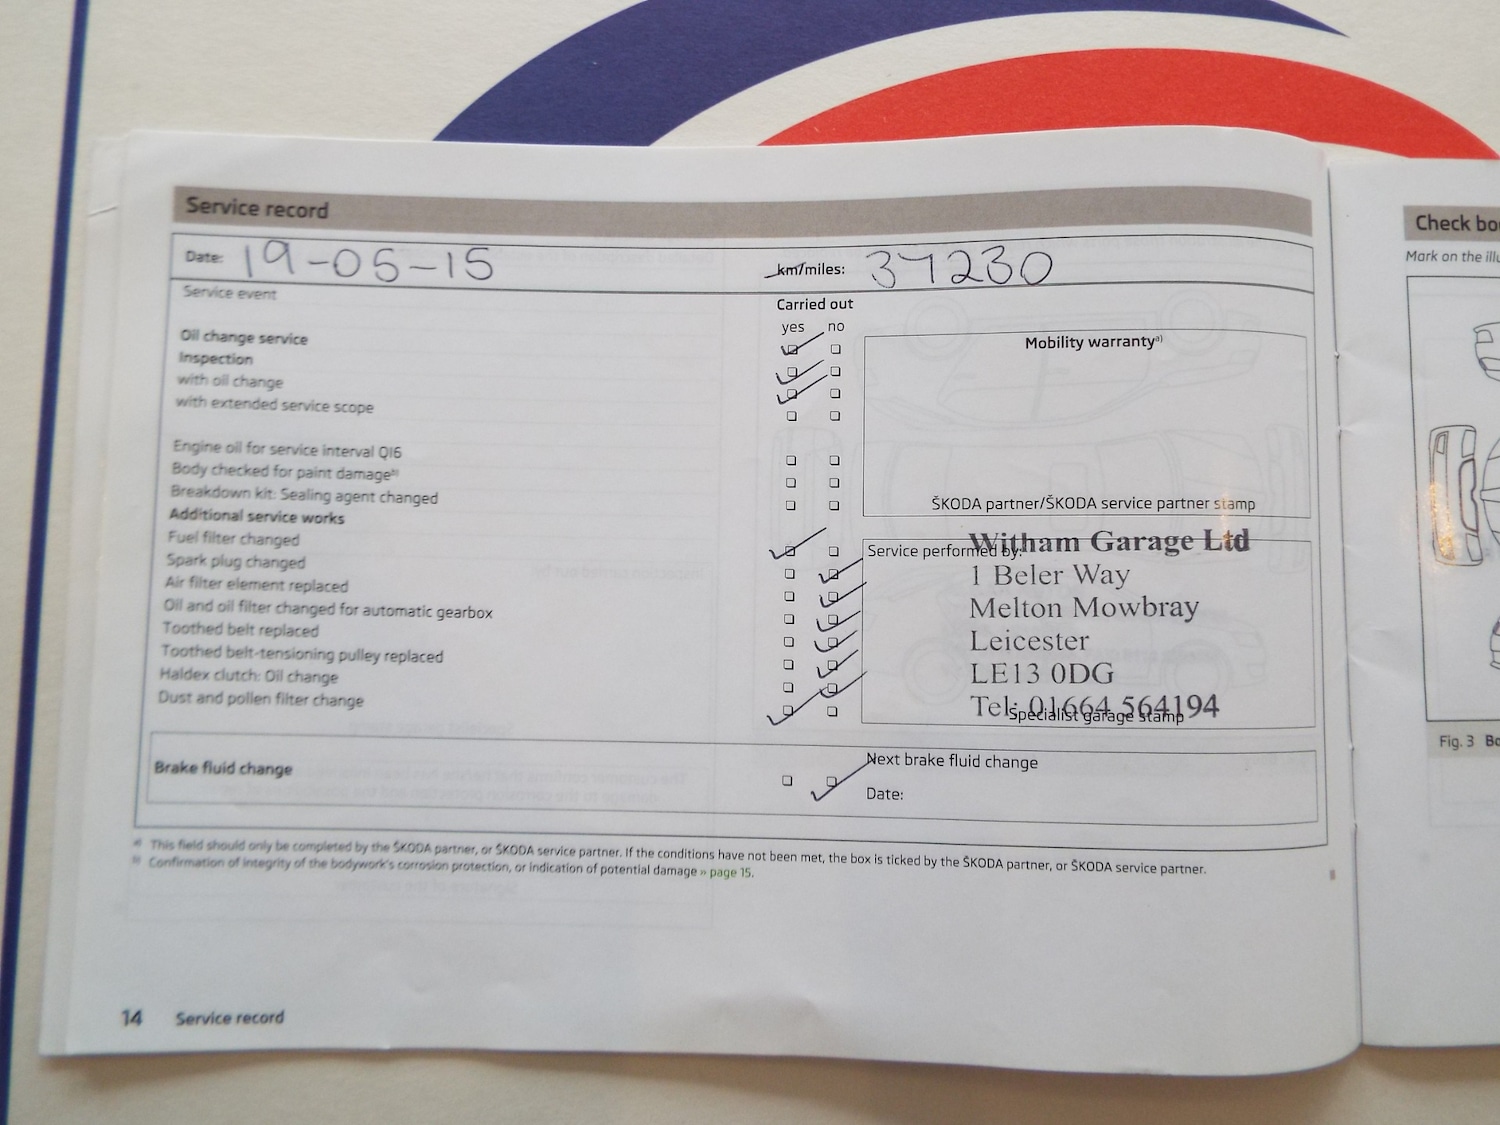 Service record
Date: 19-05-15 km/miles: 37230
Service event
Carried out
yes no
Oil change service
Inspection
with oil change
with extended service scope
Mobility warrantyᵃ⁾
ŠKODA partner/ŠKODA service partner stamp
Engine oil for service interval QI6
Body checked for paint damageᵇ⁾
Breakdown kit: Sealing agent changed
Additional service works
Fuel filter changed
Spark plug changed
Air filter element replaced
Oil and oil filter changed for automatic gearbox
Toothed belt replaced
Toothed belt-tensioning pulley replaced
Haldex clutch: Oil change
Dust and pollen filter change
Service performed by:
Witham Garage Ltd
1 Beler Way
Melton Mowbray
Leicester
LE13 0DG
Tel: 01664 564194
Specialist garage stamp
Brake fluid change
Next brake fluid change
Date:
ᵃ⁾ This field should only be completed by the ŠKODA partner, or ŠKODA service partner. If the conditions have not been met, the box is ticked by the ŠKODA partner, or ŠKODA service partner.
ᵇ⁾ Confirmation of integrity of the bodywork's corrosion protection, or indication of potential damage » page 15.
14 Service record
Check bo
Mark on the illu
Fig. 3 Bo